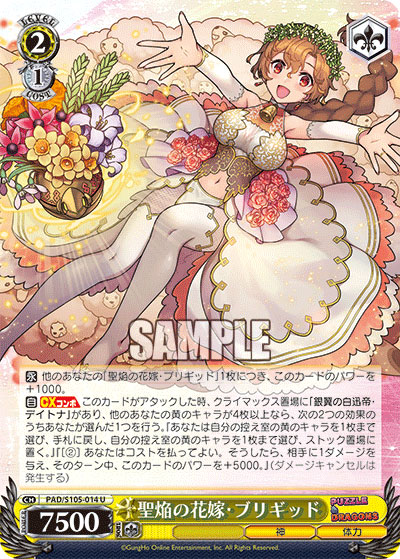 LEVEL
2
1
COST
SAMPLE
永 他のあなたの「聖焔の花嫁・ブリギッド」1枚につき、このカードのパワーを
+1000。
自 CXコンボ このカードがアタックした時、クライマックス置場に「銀翼の白迅帝・
デイトナ」があり、他のあなたの黄のキャラが4枚以上なら、次の2つの効果の
うちあなたが選んだ1つを行う。『あなたは自分の控え室のキャラを1枚まで
選び、手札に戻し、自分の控え室のキャラを1枚まで選び、ストック置場に
置く。』『[②] あなたはコストを払ってよい。そうしたら、相手に1ダメージを
与え、そのターン中、このカードのパワーを+5000。』(ダメージキャンセルは
発生する)
CH PAD/S105-014 U
7500
聖焔の花嫁・ブリギッド
PUZZLE
&
DRAGONS
神
体力
©GungHo Online Entertainment, Inc. All Rights Reserved.